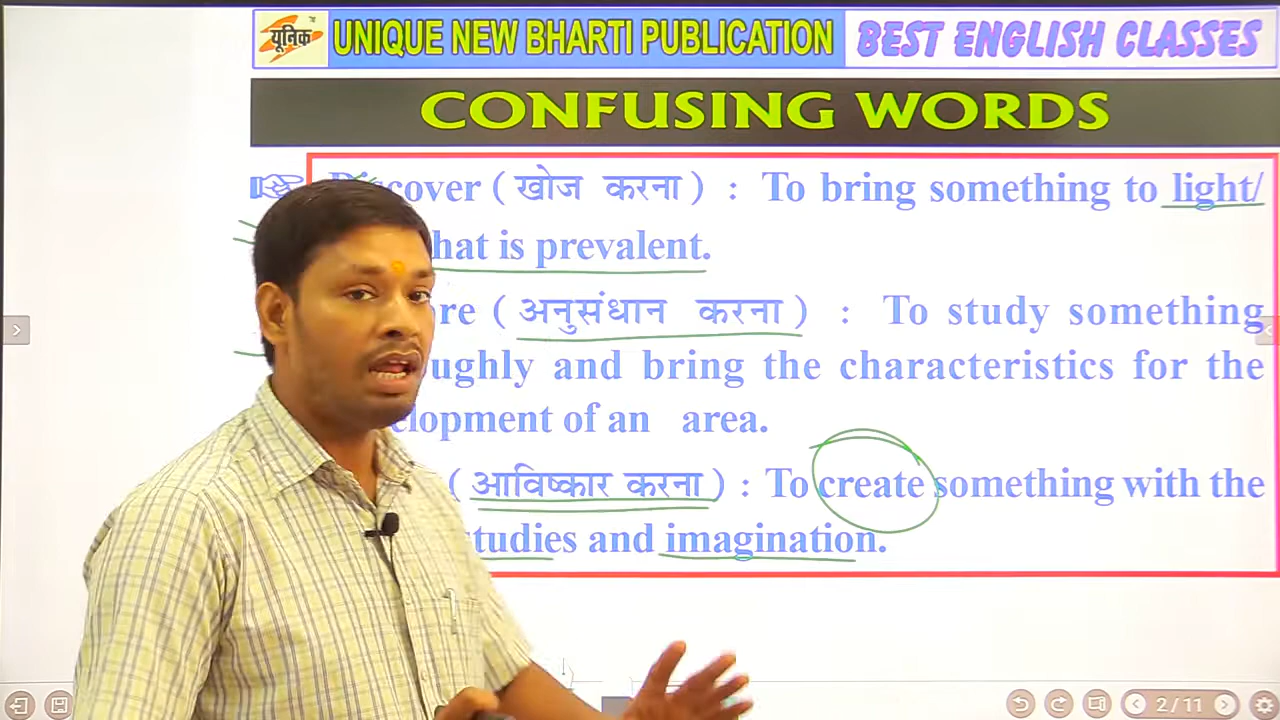 यूनिक UNIQUE NEW BHARTI PUBLICATION BEST ENGLISH CLASSES
CONFUSING WORDS
Discover ( खोज करना ) : To bring something to light/
hat is prevalent.
re ( अनुसंधान करना ) : To study something
ughly and bring the characteristics for the
elopment of an area.
( आविष्कार करना ) : To create something with the
studies and imagination.
2/11